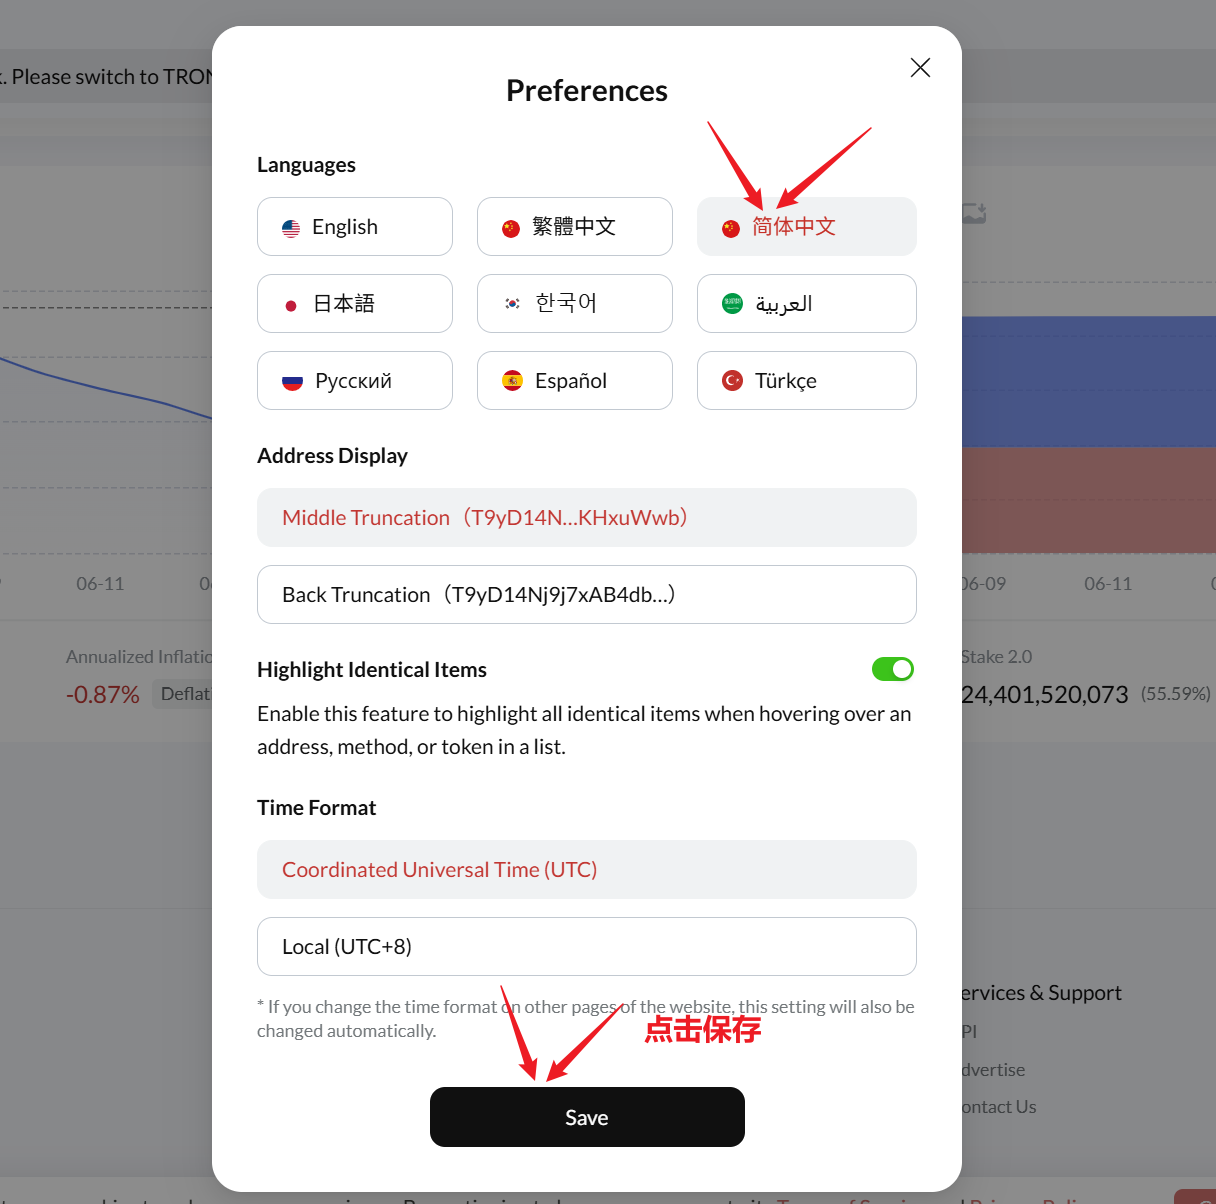 . Please switch to TRON
Preferences
Languages
English
繁體中文
简体中文
日本語
한국어
العربية
Русский
Español
Türkçe
Address Display
Middle Truncation（T9yD14N...KHxuWwb）
Back Truncation（T9yD14Nj9j7xAB4db...）
06-11
06-09
06-11
Highlight Identical Items
Enable this feature to highlight all identical items when hovering over an
address, method, or token in a list.
Annualized Inflatio
-0.87%
Deflat
Stake 2.0
24,401,520,073 (55.59%)
Time Format
Coordinated Universal Time (UTC)
Local (UTC+8)
* If you change the time format on other pages of the website, this setting will also be
changed automatically.
点击保存
Save
ervices & Support
PI
dvertise
ontact Us